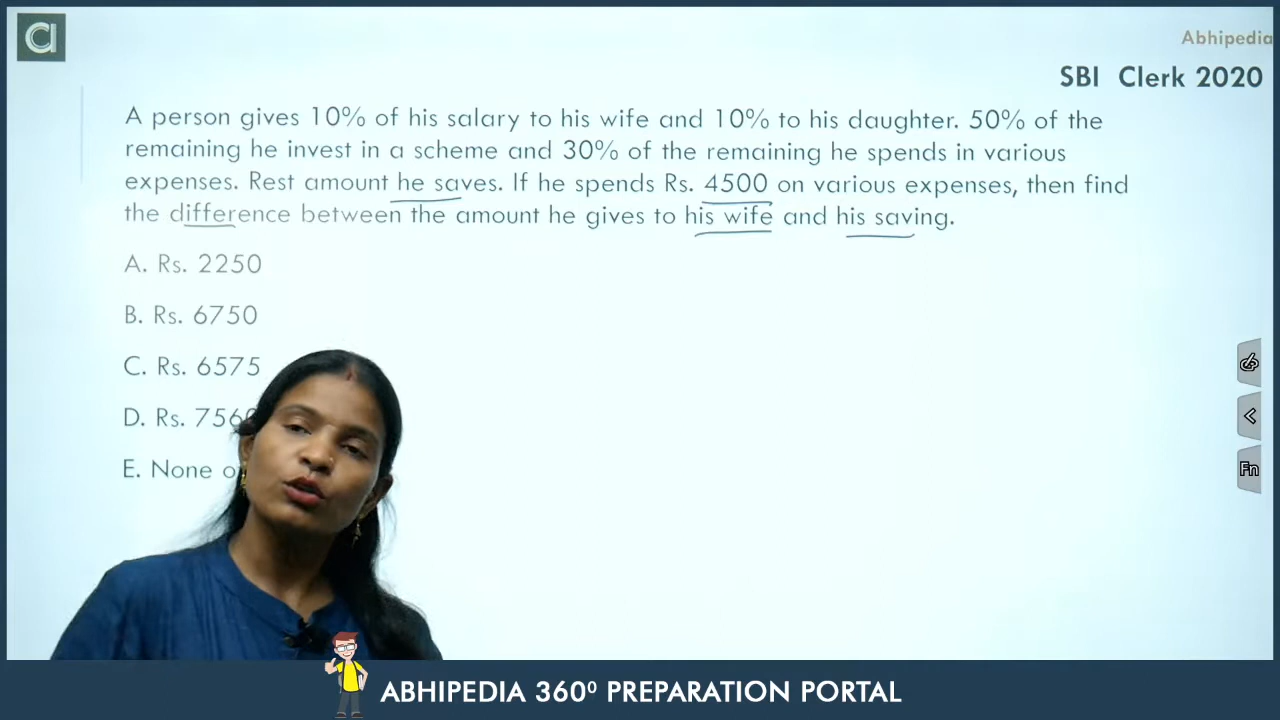 Abhipedia
SBI Clerk 2020
A person gives 10% of his salary to his wife and 10% to his daughter. 50% of the
remaining he invest in a scheme and 30% of the remaining he spends in various
expenses. Rest amount he saves. If he spends Rs. 4500 on various expenses, then find
the difference between the amount he gives to his wife and his saving.
A. Rs. 2250
B. Rs. 6750
C. Rs. 6575
D. Rs.
E. None
Fn
ABHIPEDIA 360⁰ PREPARATION PORTAL